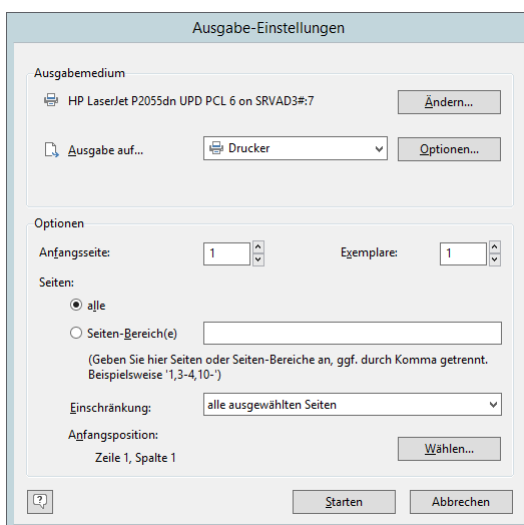 Ausgabe-Einstellungen
Ausgabemedium
HP LaserJet P2055dn UPD PCL 6 on SRVAD3#:7
Ändern...
Ausgabe auf...
Drucker
Optionen...
Optionen
Anfangsseite:
1
Exemplare:
1
Seiten:
alle
Seiten-Bereich(e)
(Geben Sie hier Seiten oder Seiten-Bereiche an, ggf. durch Komma getrennt.
Beispielsweise '1,3-4,10-')
Einschränkung:
alle ausgewählten Seiten
Anfangsposition:
Zeile 1, Spalte 1
Wählen...
?
Starten
Abbrechen